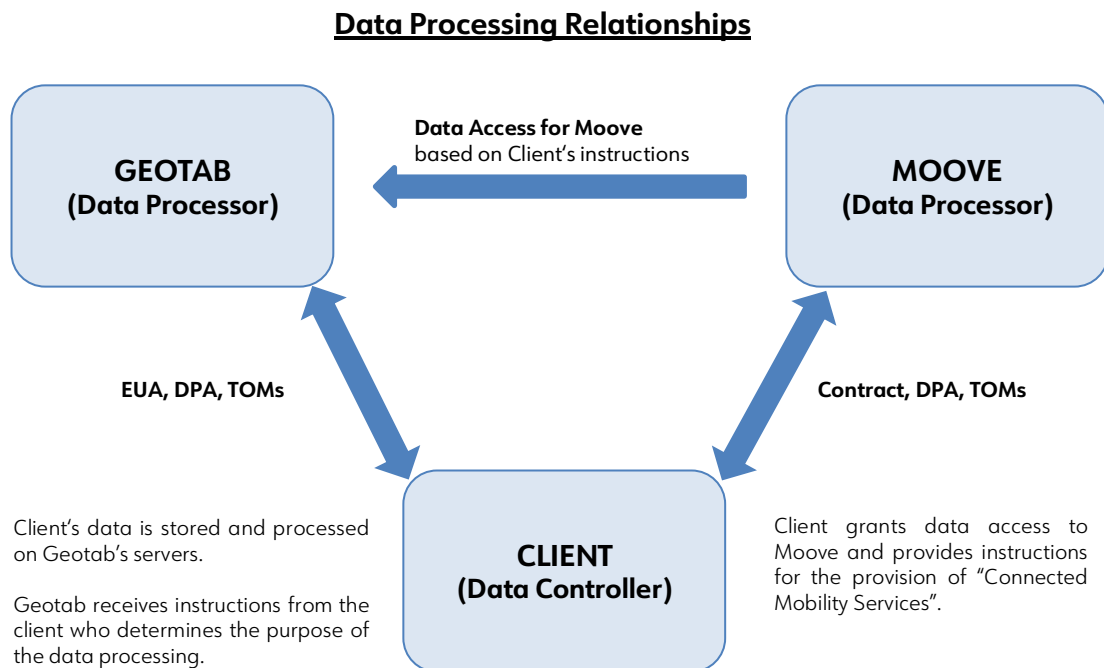 Data Processing Relationships
GEOTAB
(Data Processor)
Data Access for Moove
based on Client's instructions
MOOVE
(Data Processor)
EUA, DPA, TOMs
Contract, DPA, TOMs
Client's data is stored and processed
on Geotab's servers.
Geotab receives instructions from the
client who determines the purpose of
the data processing.
CLIENT
(Data Controller)
Client grants data access to
Moove and provides instructions
for the provision of "Connected
Mobility Services".